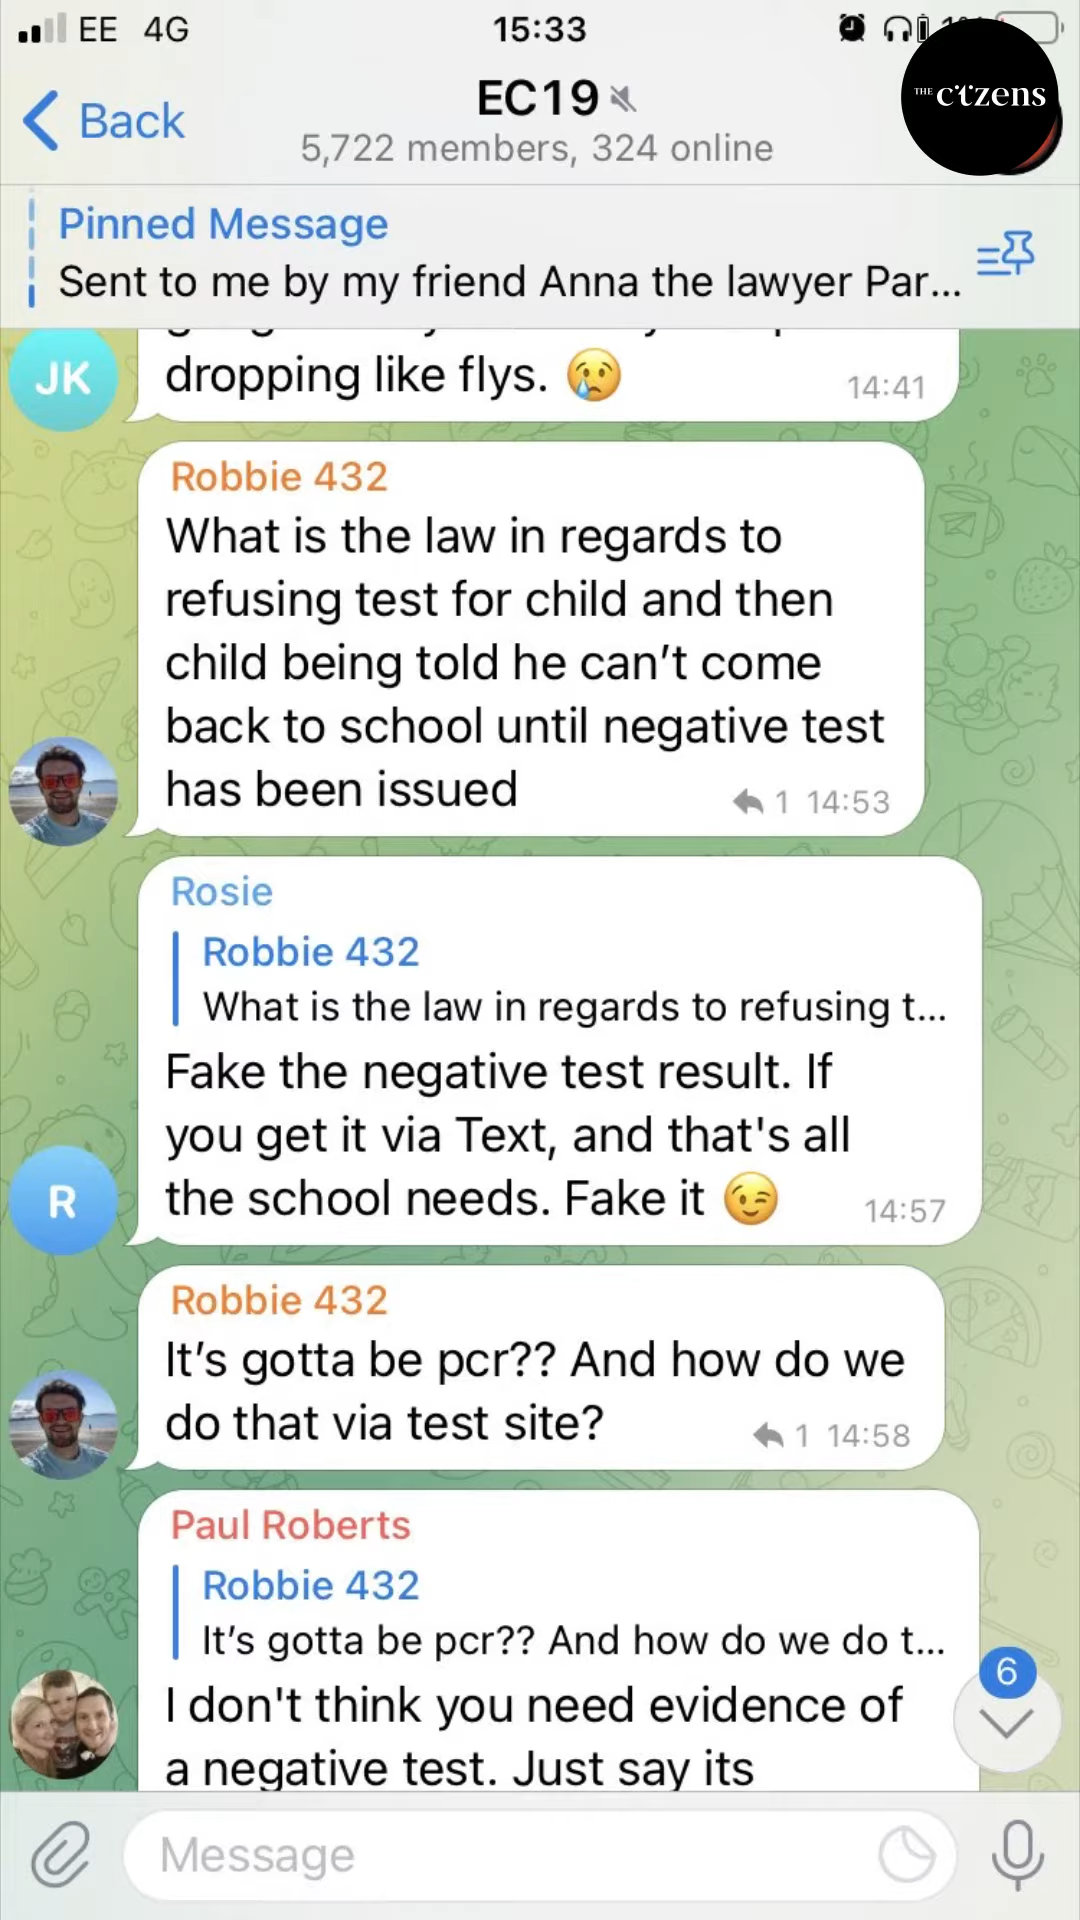 EE 4G 15:33
THE cıtzens
Back
EC19
5,722 members, 324 online
Pinned Message
Sent to me by my friend Anna the lawyer Par...
JK
dropping like flys. 😢
14:41
Robbie 432
What is the law in regards to
refusing test for child and then
child being told he can’t come
back to school until negative test
has been issued
1 14:53
Rosie
Robbie 432
What is the law in regards to refusing t...
Fake the negative test result. If
you get it via Text, and that's all
the school needs. Fake it 😉
14:57
R
Robbie 432
It’s gotta be pcr?? And how do we
do that via test site?
1 14:58
Paul Roberts
Robbie 432
It’s gotta be pcr?? And how do we do t...
I don't think you need evidence of
a negative test. Just say its
6
Message